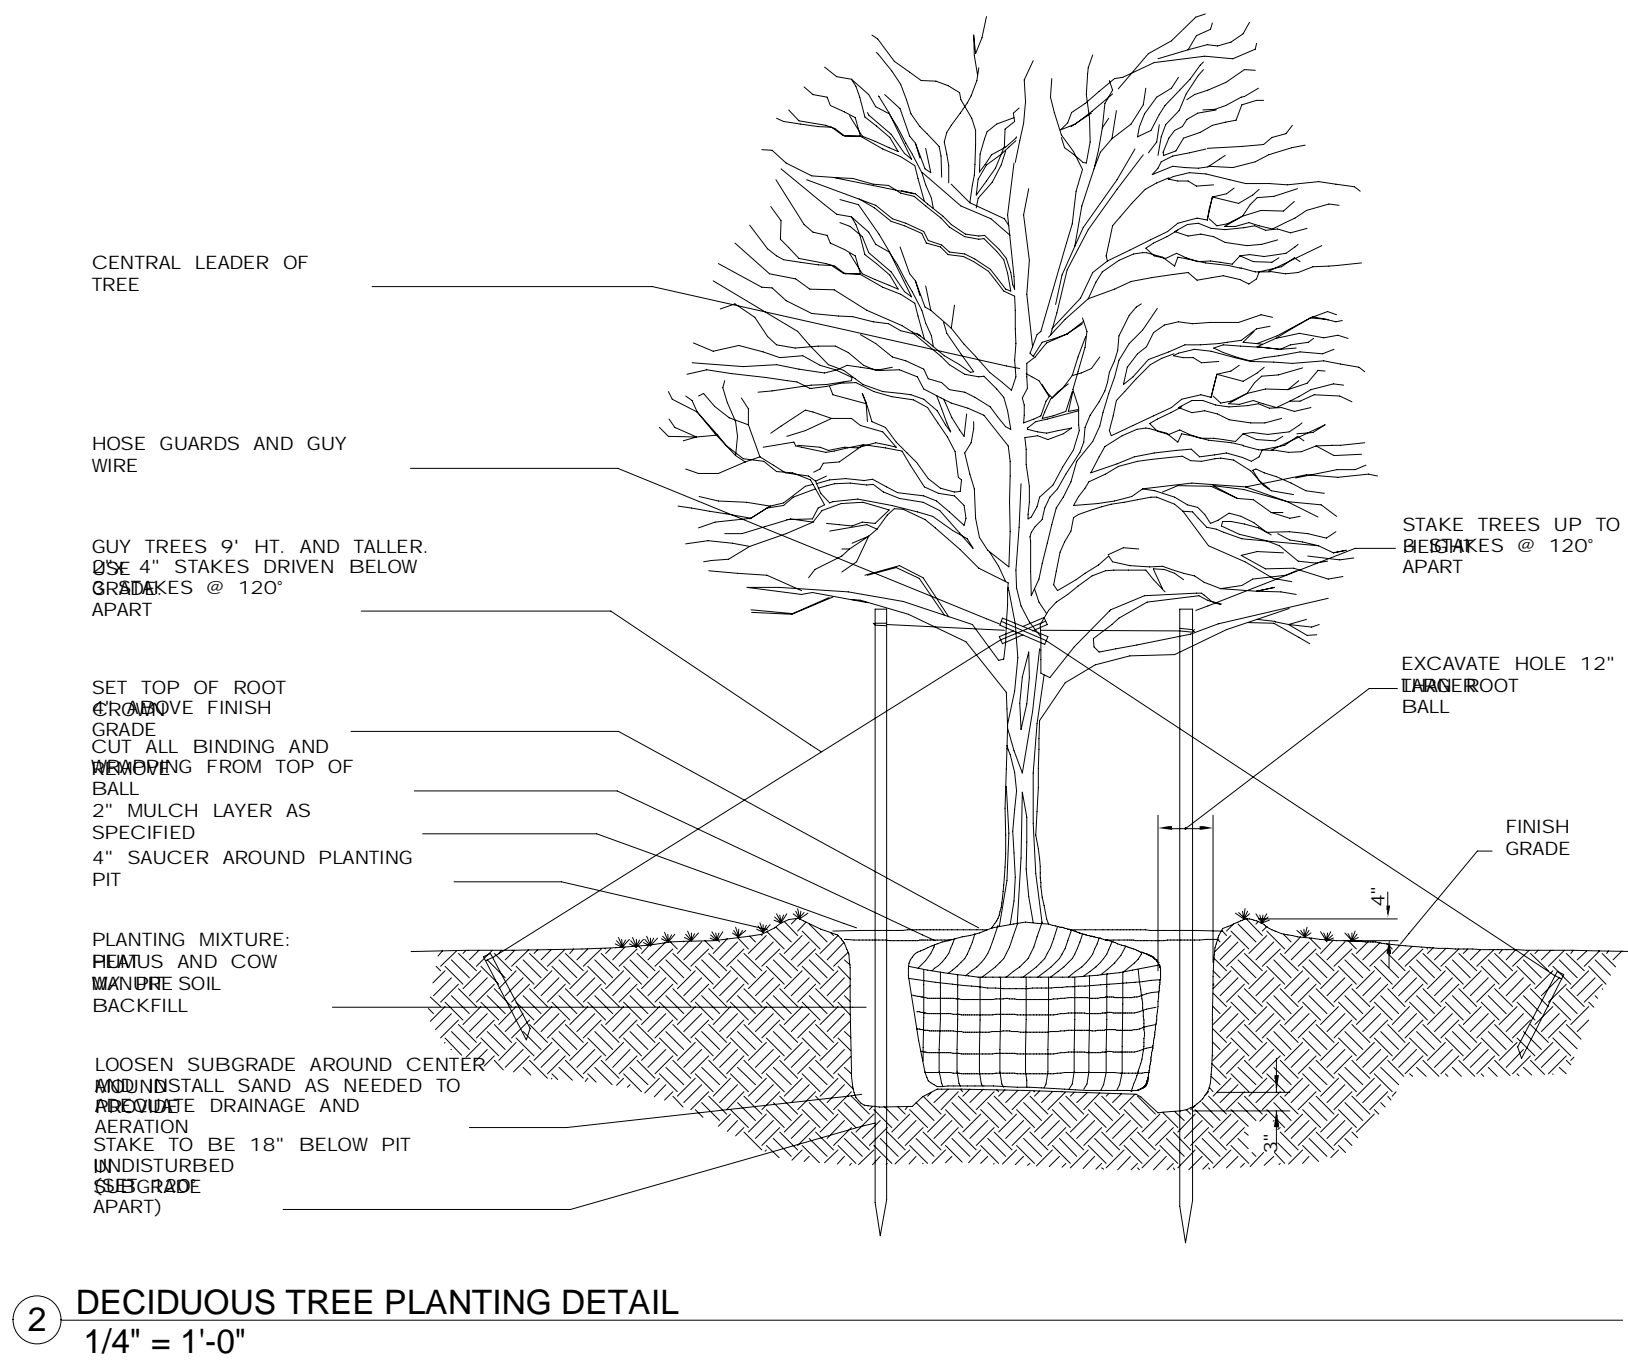 CENTRAL LEADER OF
TREE
HOSE GUARDS AND GUY
WIRE
GUY TREES 9' HT. AND TALLER.
USE
2"x 4" STAKES DRIVEN BELOW
GRADE
3 STAKES @ 120°
APART
SET TOP OF ROOT
CROWN
4" ABOVE FINISH
GRADE
CUT ALL BINDING AND
REMOVE
WRAPPING FROM TOP OF
BALL
2" MULCH LAYER AS
SPECIFIED
4" SAUCER AROUND PLANTING
PIT
PLANTING MIXTURE:
PEAT
HUMUS AND COW
MANURE
W/ PIT SOIL
BACKFILL
LOOSEN SUBGRADE AROUND CENTER
MOUND
AND INSTALL SAND AS NEEDED TO
PROVIDE
ADEQUATE DRAINAGE AND
AERATION
STAKE TO BE 18" BELOW PIT
IN
UNDISTURBED
SUBGRADE
(SET 120°
APART)
STAKE TREES UP TO
HEIGHT
3 STAKES @ 120°
APART
EXCAVATE HOLE 12"
LARGER
THAN ROOT
BALL
FINISH
GRADE
4"
3"
2 DECIDUOUS TREE PLANTING DETAIL
1/4" = 1'-0"